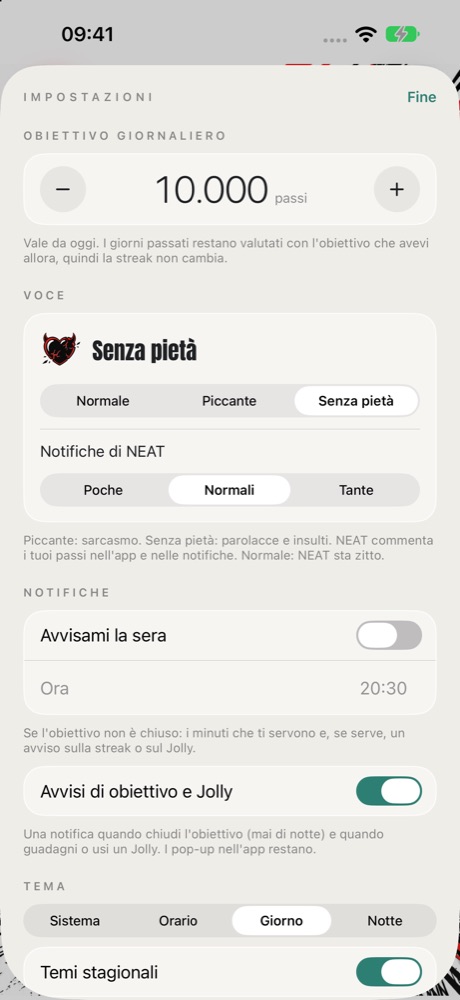 09:41
IMPOSTAZIONI
Fine
OBIETTIVO GIORNALIERO
− 10.000 passi +
Vale da oggi. I giorni passati restano valutati con l'obiettivo che avevi
allora, quindi la streak non cambia.
VOCE
Senza pietà
Normale Piccante Senza pietà
Notifiche di NEAT
Poche Normali Tante
Piccante: sarcasmo. Senza pietà: parolacce e insulti. NEAT commenta
i tuoi passi nell'app e nelle notifiche. Normale: NEAT sta zitto.
NOTIFICHE
Avvisami la sera
Ora 20:30
Se l'obiettivo non è chiuso: i minuti che ti servono e, se serve, un
avviso sulla streak o sul Jolly.
Avvisi di obiettivo e Jolly
Una notifica quando chiudi l'obiettivo (mai di notte) e quando
guadagni o usi un Jolly. I pop-up nell'app restano.
TEMA
Sistema Orario Giorno Notte
Temi stagionali